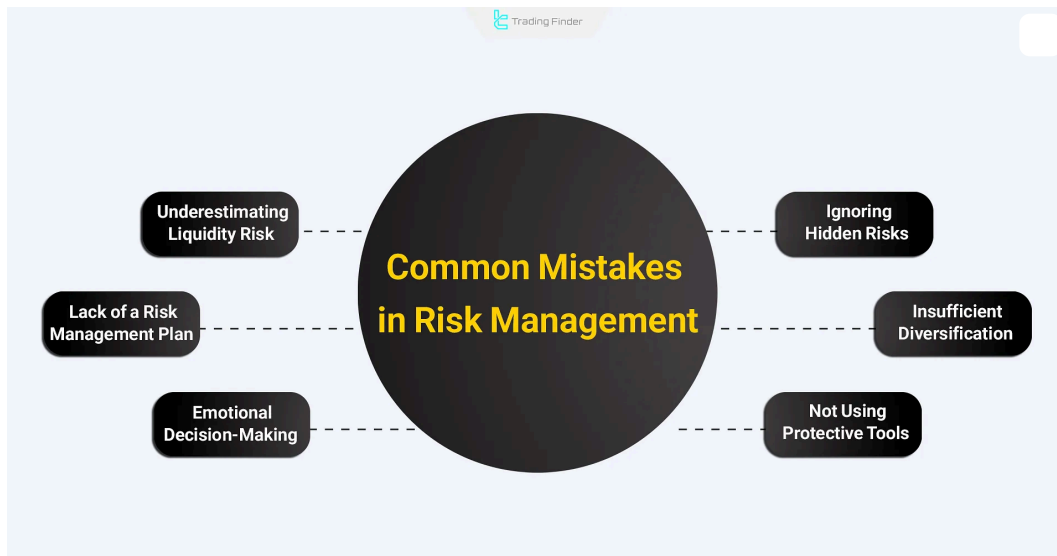 Trading Finder
Common Mistakes
in Risk Management
Underestimating
Liquidity Risk
Lack of a Risk
Management Plan
Emotional
Decision-Making
Ignoring
Hidden Risks
Insufficient
Diversification
Not Using
Protective Tools